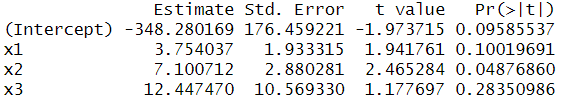 Estimate Std. Error t value Pr(>|t|)
(Intercept) -348.280169 176.459221 -1.973715 0.09585537
x1 3.754037 1.933315 1.941761 0.10019691
x2 7.100712 2.880281 2.465284 0.04876860
x3 12.447470 10.569330 1.177697 0.28350986